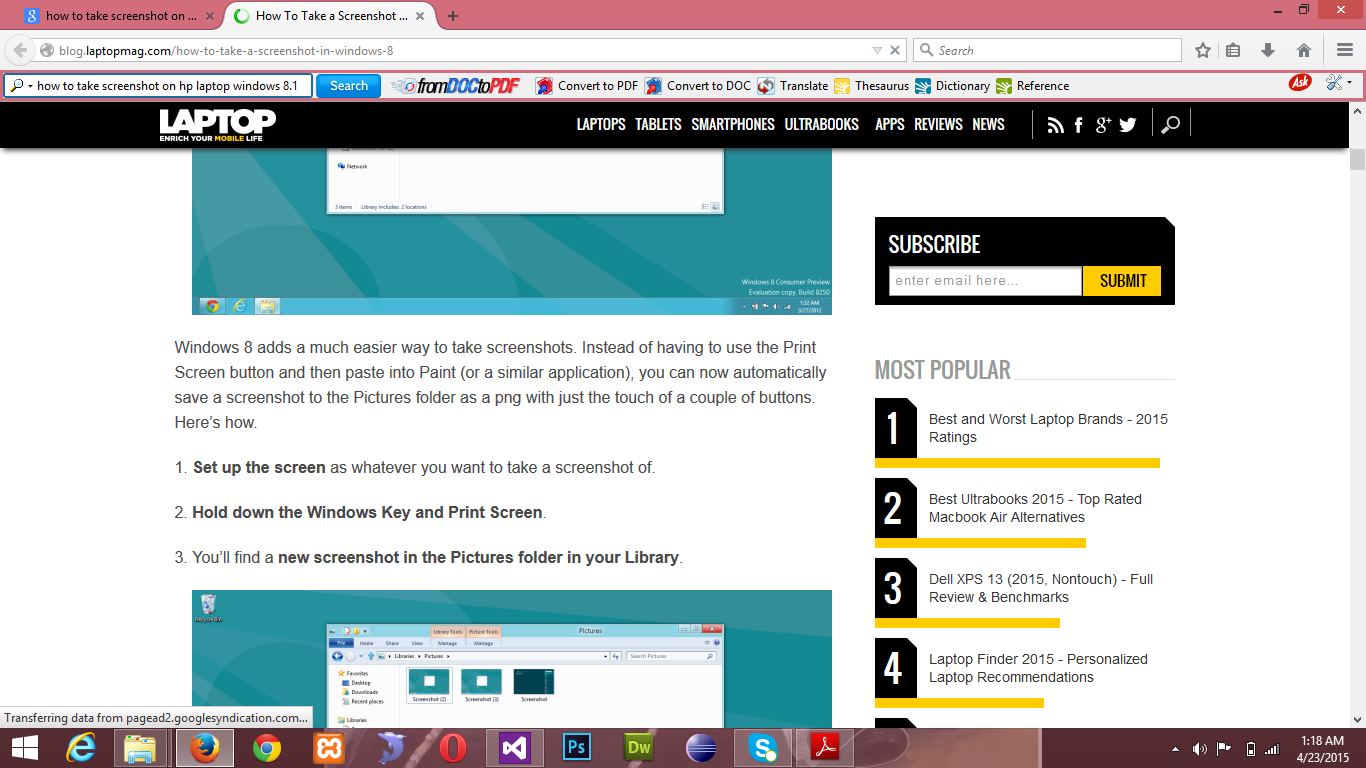 how to take screenshot on ...
How To Take a Screenshot ...
blog.laptopmag.com/how-to-take-a-screenshot-in-windows-8
Search
how to take screenshot on hp laptop windows 8.1
Search
fromDOCtoPDF
Convert to PDF
Convert to DOC
Translate
Thesaurus
Dictionary
Reference
Ask
LAPTOP
ENRICH YOUR MOBILE LIFE
LAPTOPS TABLETS SMARTPHONES ULTRABOOKS APPS REVIEWS NEWS
Network
3 items Library includes: 2 locations
Windows 8 Consumer Preview
Evaluation copy. Build 8250
1:32 AM
3/27/2012
SUBSCRIBE
enter email here...
SUBMIT
Windows 8 adds a much easier way to take screenshots. Instead of having to use the Print
Screen button and then paste into Paint (or a similar application), you can now automatically
save a screenshot to the Pictures folder as a png with just the touch of a couple of buttons.
Here's how.
1. Set up the screen as whatever you want to take a screenshot of.
2. Hold down the Windows Key and Print Screen.
3. You'll find a new screenshot in the Pictures folder in your Library.
MOST POPULAR
1
Best and Worst Laptop Brands - 2015
Ratings
2
Best Ultrabooks 2015 - Top Rated
Macbook Air Alternatives
3
Dell XPS 13 (2015, Nontouch) - Full
Review & Benchmarks
4
Laptop Finder 2015 - Personalized
Laptop Recommendations
Recycle Bin
Library Tools Picture Tools Pictures
File Home Share View Manage Manage
Libraries Pictures
Search Pictures
Favorites
Desktop
Downloads
Recent places
Libraries
Screenshot (2) Screenshot (3) Screenshot
Transferring data from pagead2.googlesyndication.com...
Ps
Dw
1:18 AM
4/23/2015